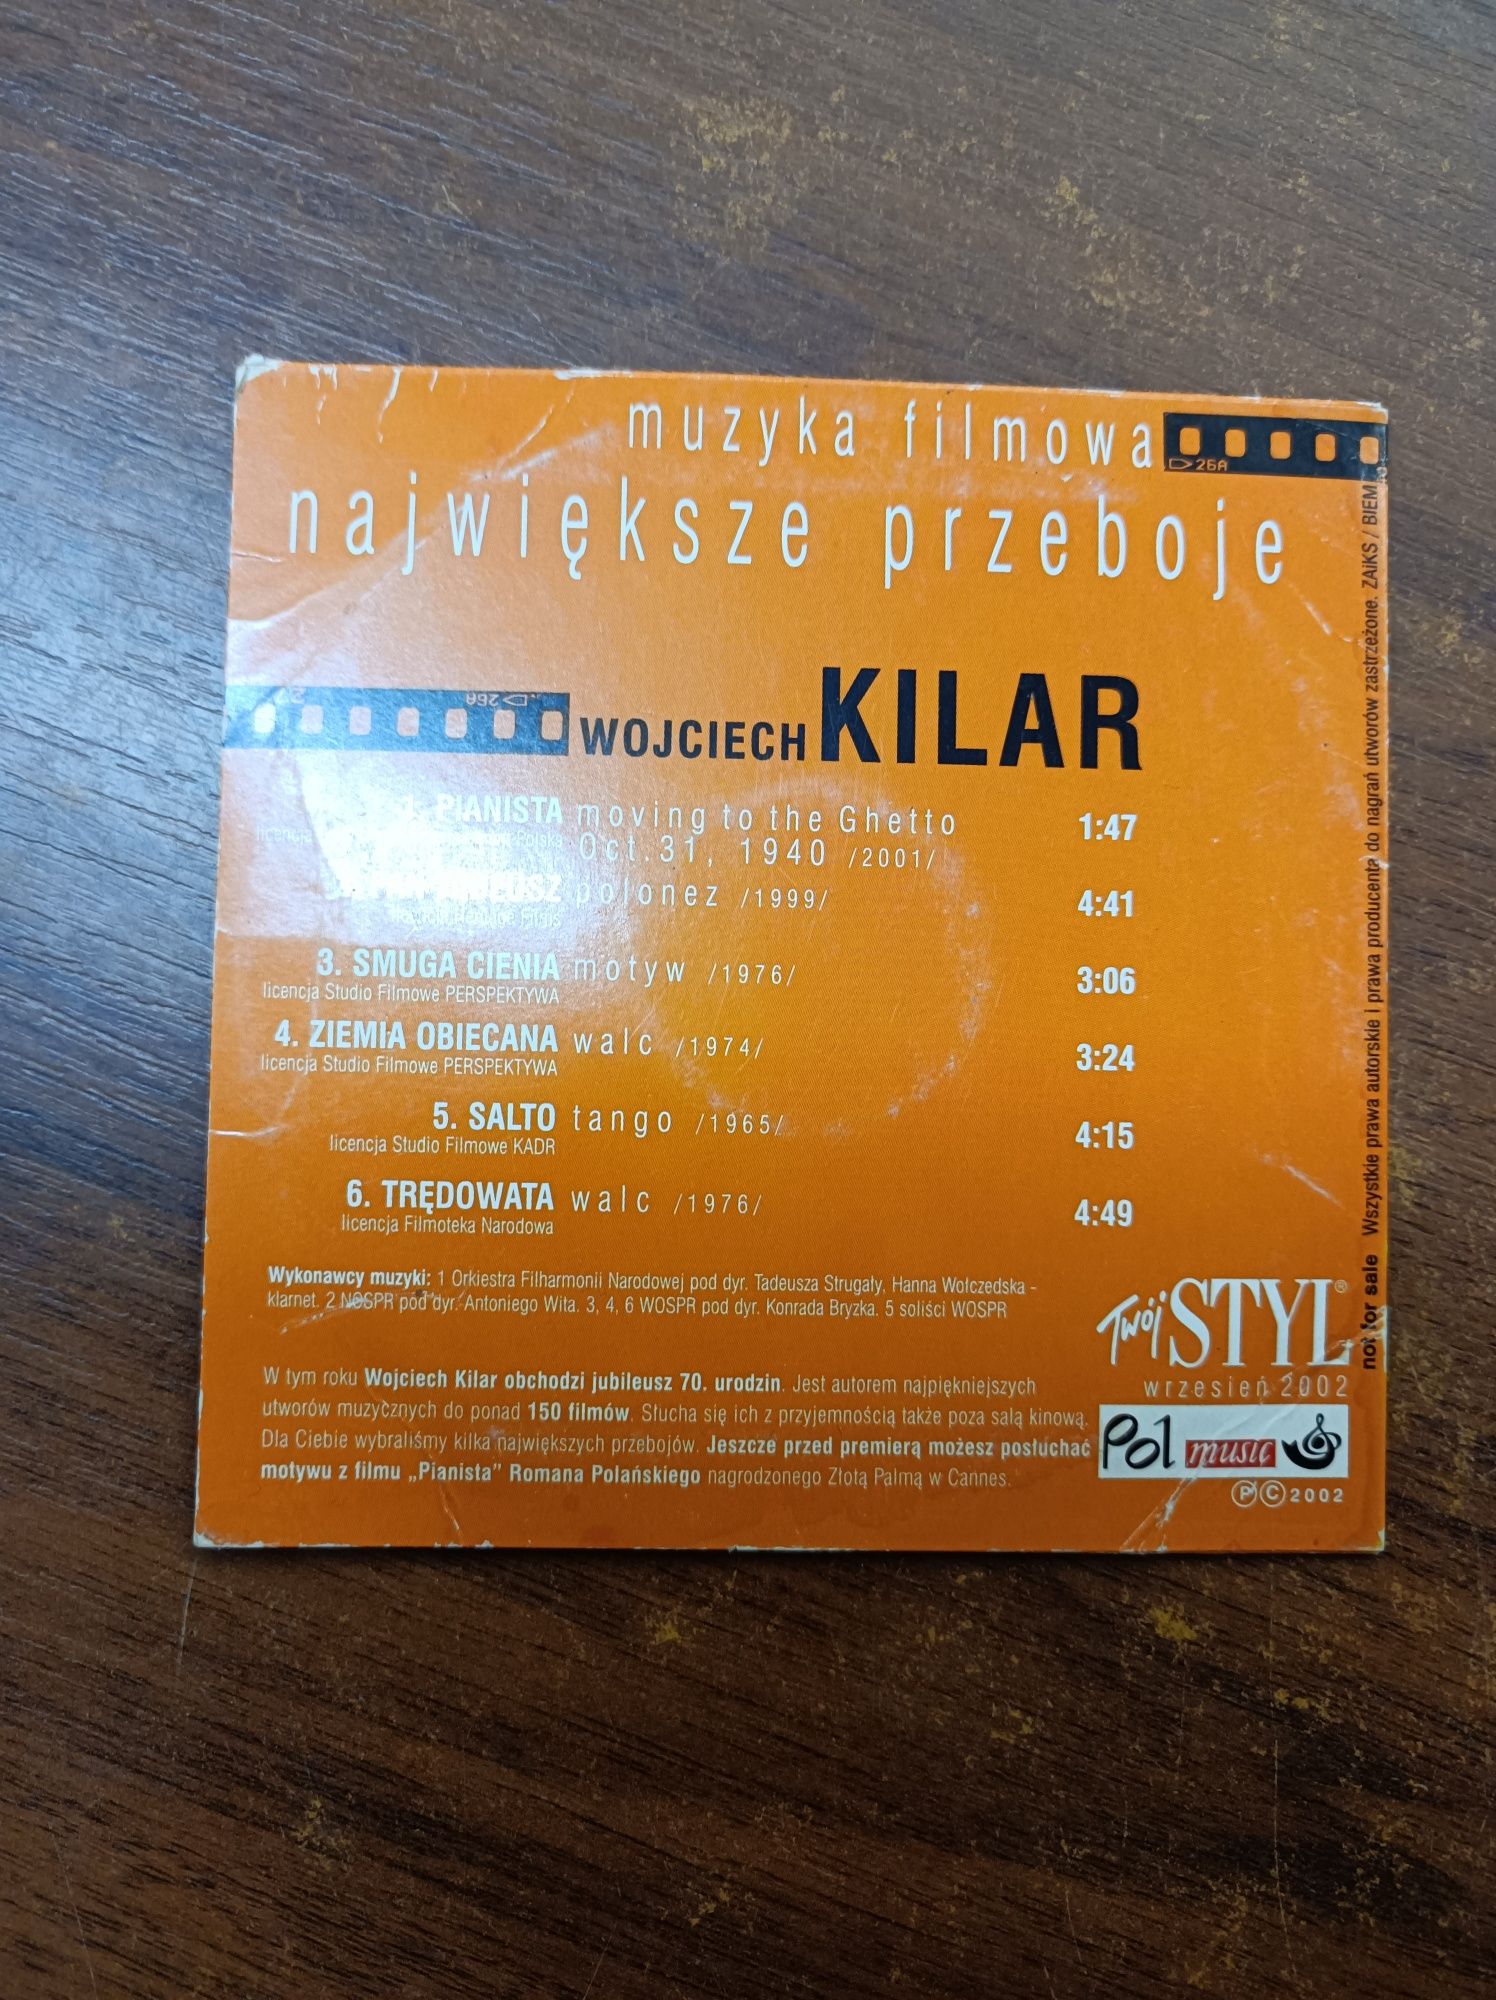 muzyka filmowa
26A
największe przeboje
26A
WOJCIECH KILAR
1. PIANISTA moving to the Ghetto
Oct.31, 1940 /2001/ 1:47
licencja Polska
polonez /1999/ 4:41
3. SMUGA CIENIA motyw /1976/ 3:06
licencja Studio Filmowe PERSPEKTYWA
4. ZIEMIA OBIECANA walc /1974/ 3:24
licencja Studio Filmowe PERSPEKTYWA
5. SALTO tango /1965/ 4:15
licencja Studio Filmowe KADR
6. TRĘDOWATA walc /1976/ 4:49
licencja Filmoteka Narodowa
Wykonawcy muzyki: 1 Orkiestra Filharmonii Narodowej pod dyr. Tadeusza Strugały, Hanna Wolczedska -
klarnet. 2 NOSPR pod dyr. Antoniego Wita. 3, 4, 6 WOSPR pod dyr. Konrada Bryzka. 5 soliści WOSPR
W tym roku Wojciech Kilar obchodzi jubileusz 70. urodzin. Jest autorem najpiękniejszych
utworów muzycznych do ponad 150 filmów. Słucha się ich z przyjemnością także poza salą kinową.
Dla Ciebie wybraliśmy kilka największych przebojów. Jeszcze przed premierą możesz posłuchać
motywu z filmu „Pianista” Romana Polańskiego nagrodzonego Złotą Palmą w Cannes.
Twój STYL®
wrzesień 2002
Pol music
Ⓟ©2002
not for sale Wszystkie prawa autorskie i prawa producenta do nagrań utworów zastrzeżone. ZAiKS / BIEM